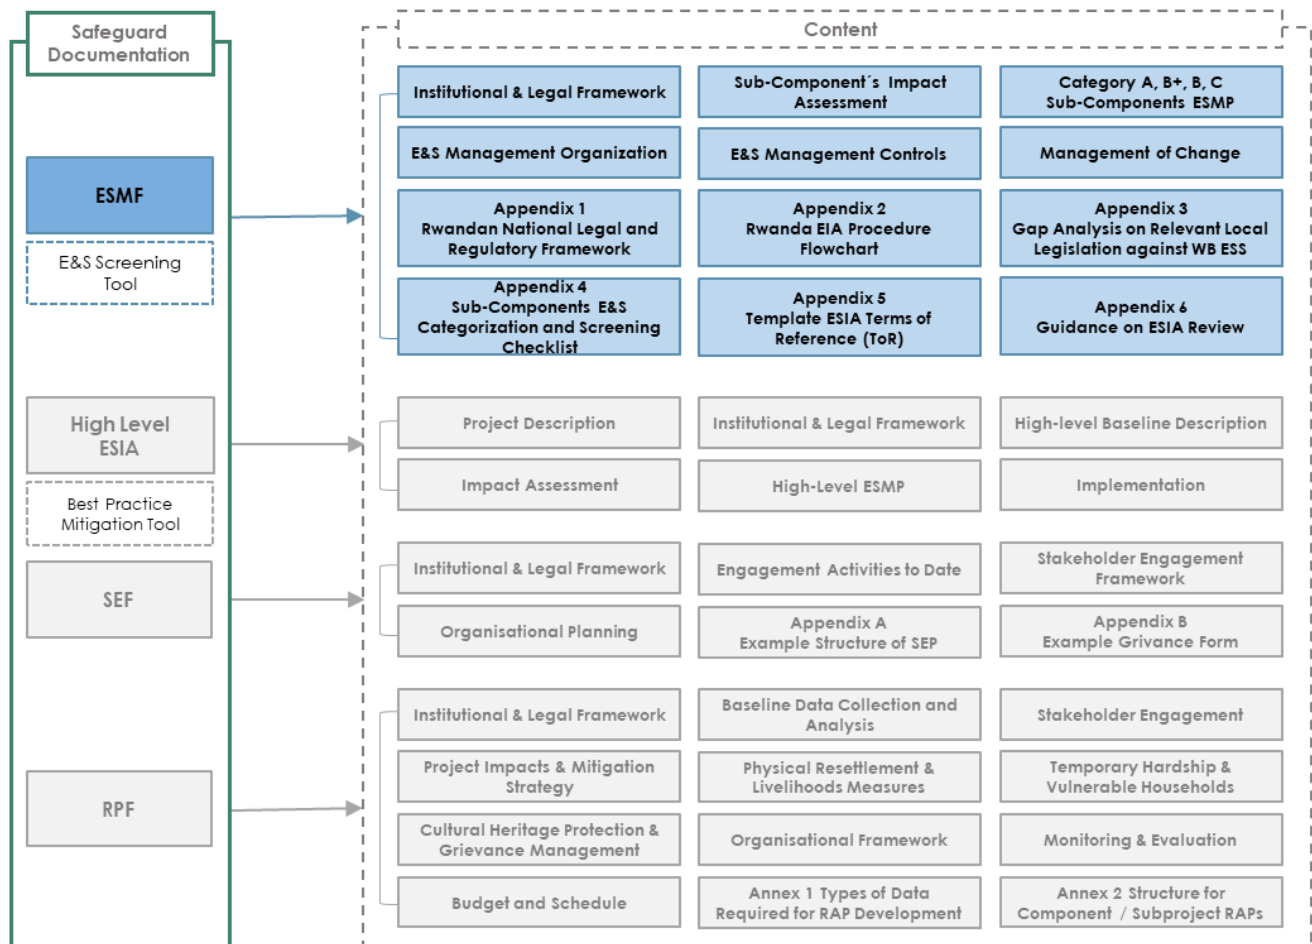 Safeguard
Documentation
Content
ESMF
E&S Screening
Tool
Institutional & Legal Framework
Sub-Component´s Impact
Assessment
Category A, B+, B, C
Sub-Components ESMP
E&S Management Organization
E&S Management Controls
Management of Change
Appendix 1
Rwandan National Legal and
Regulatory Framework
Appendix 2
Rwanda EIA Procedure
Flowchart
Appendix 3
Gap Analysis on Relevant Local
Legislation against WB ESS
Appendix 4
Sub-Components E&S
Categorization and Screening
Checklist
Appendix 5
Template ESIA Terms of
Reference (ToR)
Appendix 6
Guidance on ESIA Review
High Level
ESIA
Best Practice
Mitigation Tool
Project Description
Institutional & Legal Framework
High-level Baseline Description
Impact Assessment
High-Level ESMP
Implementation
SEF
Institutional & Legal Framework
Engagement Activities to Date
Stakeholder Engagement
Framework
Organisational Planning
Appendix A
Example Structure of SEP
Appendix B
Example Grivance Form
RPF
Institutional & Legal Framework
Baseline Data Collection and
Analysis
Stakeholder Engagement
Project Impacts & Mitigation
Strategy
Physical Resettlement &
Livelihoods Measures
Temporary Hardship &
Vulnerable Households
Cultural Heritage Protection &
Grievance Management
Organisational Framework
Monitoring & Evaluation
Budget and Schedule
Annex 1 Types of Data
Required for RAP Development
Annex 2 Structure for
Component / Subproject RAPs